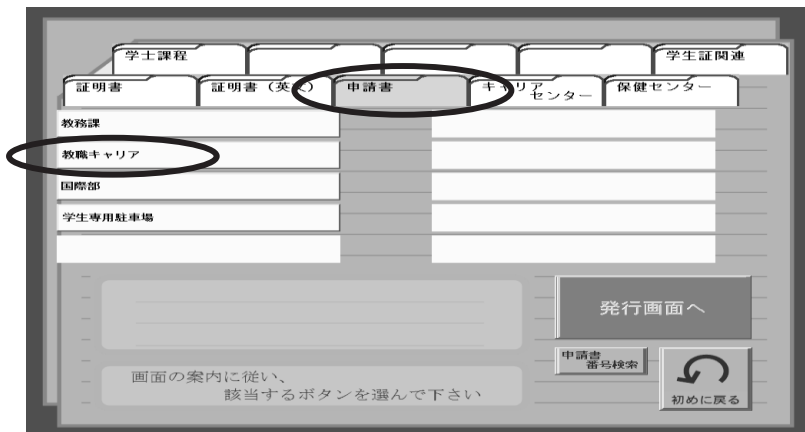 学士課程
学生証関連
証明書
証明書（英文）
申請書
キャリア
センター
保健センター
教務課
教職キャリア
国際部
学生専用駐車場
発行画面へ
申請書
番号検索
画面の案内に従い、
該当するボタンを選んで下さい
初めに戻る